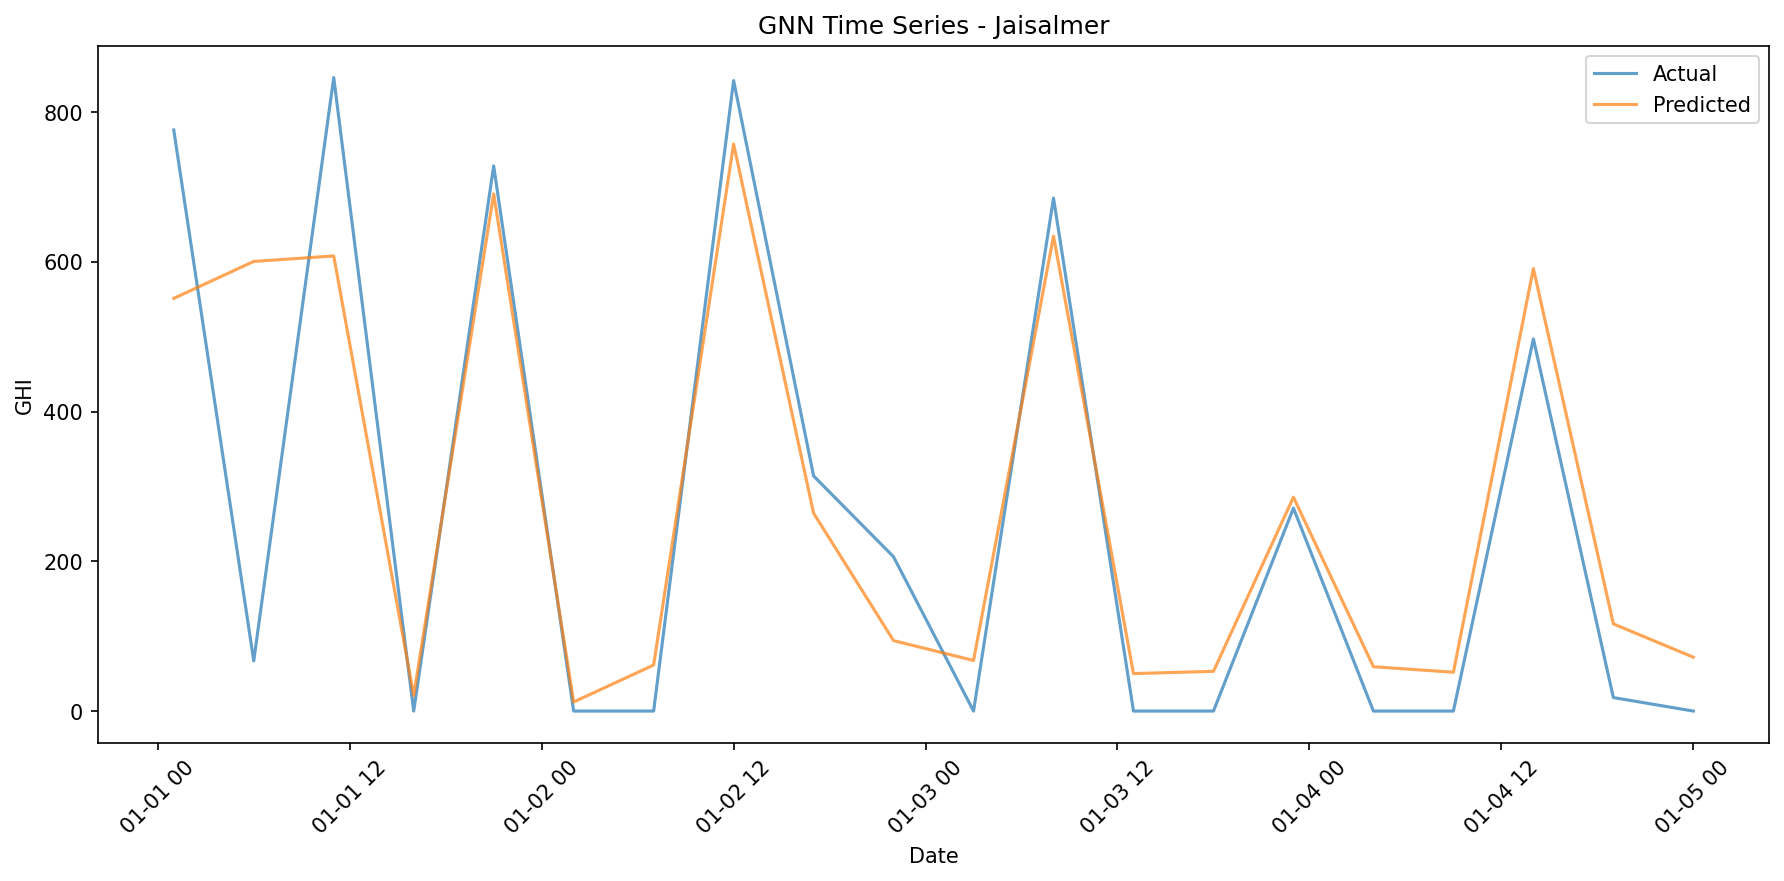 GNN Time Series - Jaisalmer
Actual
Predicted
GHI
800
600
400
200
0
01-01 00
01-01 12
01-02 00
01-02 12
01-03 00
01-03 12
01-04 00
01-04 12
01-05 00
Date